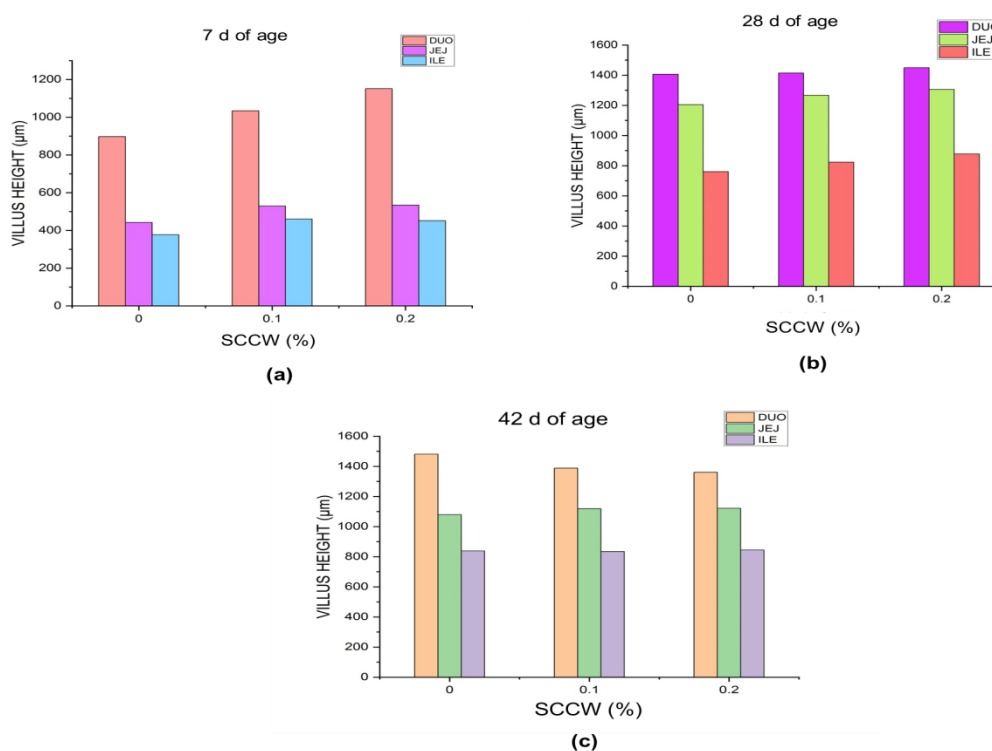 7 d of age
DUO
JEJ
ILE
1200
1000
800
600
400
200
0
VILLUS HEIGHT (µm)
0 0.1 0.2
SCCW (%)
(a)
28 d of age
DUO
JEJ
ILE
1600
1400
1200
1000
800
600
400
200
0
VILLUS HEIGHT (µm)
0 0.1 0.2
SCCW (%)
(b)
42 d of age
DUO
JEJ
ILE
1600
1400
1200
1000
800
600
400
200
0
VILLUS HEIGHT (µm)
0 0.1 0.2
SCCW (%)
(c)